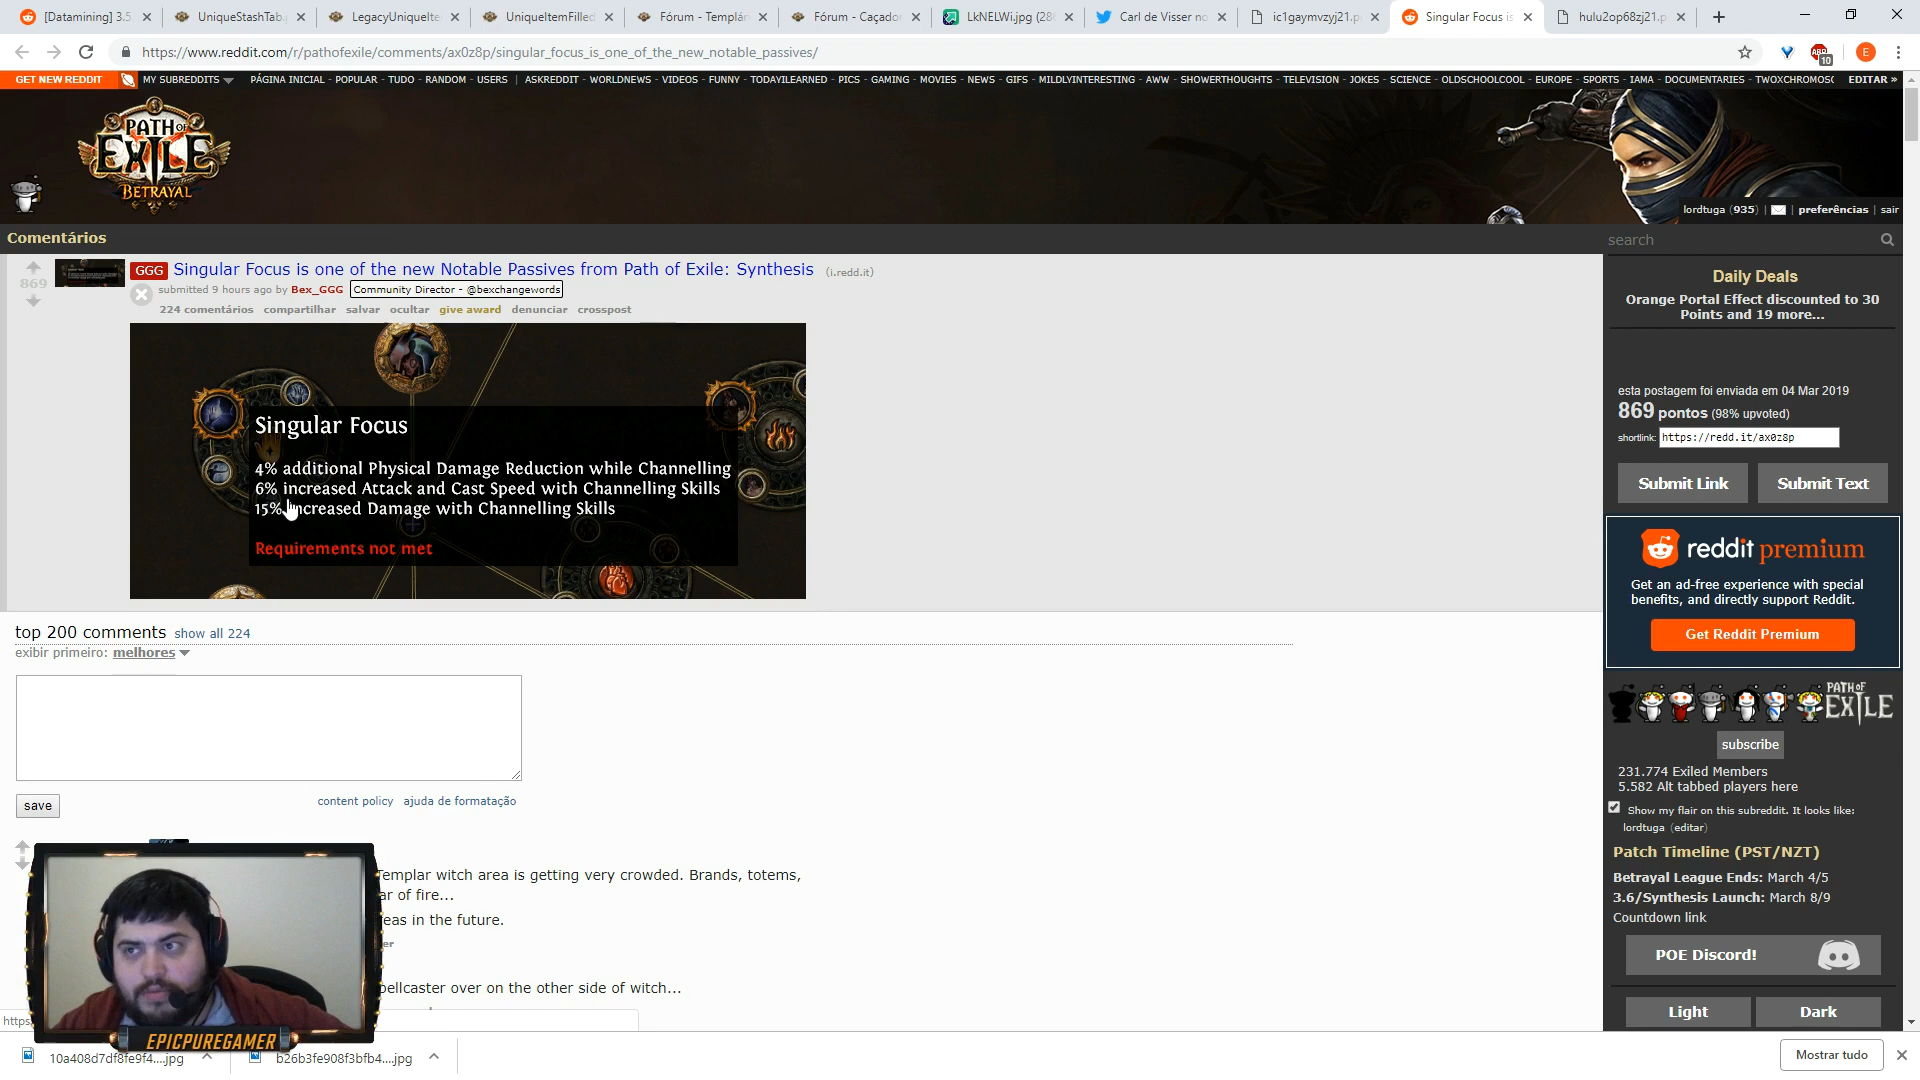 [Datamining] 3.5
UniqueStashTab.
LegacyUniqueIte
UniqueItemFilled
Fórum - Templár
Fórum - Caçador
LkNELWi.jpg (28
Carl de Visser no
ic1gaymvzyj21.p
Singular Focus is
hulu2op68zj21.p
https://www.reddit.com/r/pathofexile/comments/ax0z8p/singular_focus_is_one_of_the_new_notable_passives/
ABP
10
E
GET NEW REDDIT
MY SUBREDDITS
PÁGINA INICIAL - POPULAR - TUDO - RANDOM - USERS | ASKREDDIT - WORLDNEWS - VIDEOS - FUNNY - TODAYILEARNED - PICS - GAMING - MOVIES - NEWS - GIFS - MILDLYINTERESTING - AWW - SHOWERTHOUGHTS - TELEVISION - JOKES - SCIENCE - OLDSCHOOLCOOL - EUROPE - SPORTS - IAMA - DOCUMENTARIES - TWOXCHROMOSC
EDITAR »
PATH OF
EXILE
BETRAYAL
lordtuga (935) | | preferências | sair
Comentários
search
869
GGG Singular Focus is one of the new Notable Passives from Path of Exile: Synthesis (i.redd.it)
submitted 9 hours ago by Bex_GGG Community Director - @bexchangewords
224 comentários compartilhar salvar ocultar give award denunciar crosspost
Singular Focus
4% additional Physical Damage Reduction while Channelling
6% increased Attack and Cast Speed with Channelling Skills
15% increased Damage with Channelling Skills
Requirements not met
Daily Deals
Orange Portal Effect discounted to 30
Points and 19 more...
esta postagem foi enviada em 04 Mar 2019
869 pontos (98% upvoted)
shortlink: https://redd.it/ax0z8p
Submit Link
Submit Text
reddit premium
Get an ad-free experience with special
benefits, and directly support Reddit.
Get Reddit Premium
PATH OF
EXILE
subscribe
231.774 Exiled Members
5.582 Alt tabbed players here
Show my flair on this subreddit. It looks like:
lordtuga (editar)
Patch Timeline (PST/NZT)
Betrayal League Ends: March 4/5
3.6/Synthesis Launch: March 8/9
Countdown link
POE Discord!
Light
Dark
top 200 comments show all 224
exibir primeiro: melhores
save
content policy ajuda de formatação
Templar witch area is getting very crowded. Brands, totems,
ar of fire...
eas in the future.
er
pellcaster over on the other side of witch...
https
EPICPUREGAMER
10a408d7df8fe9f4....jpg
b26b3fe908f3bfb4....jpg
Mostrar tudo